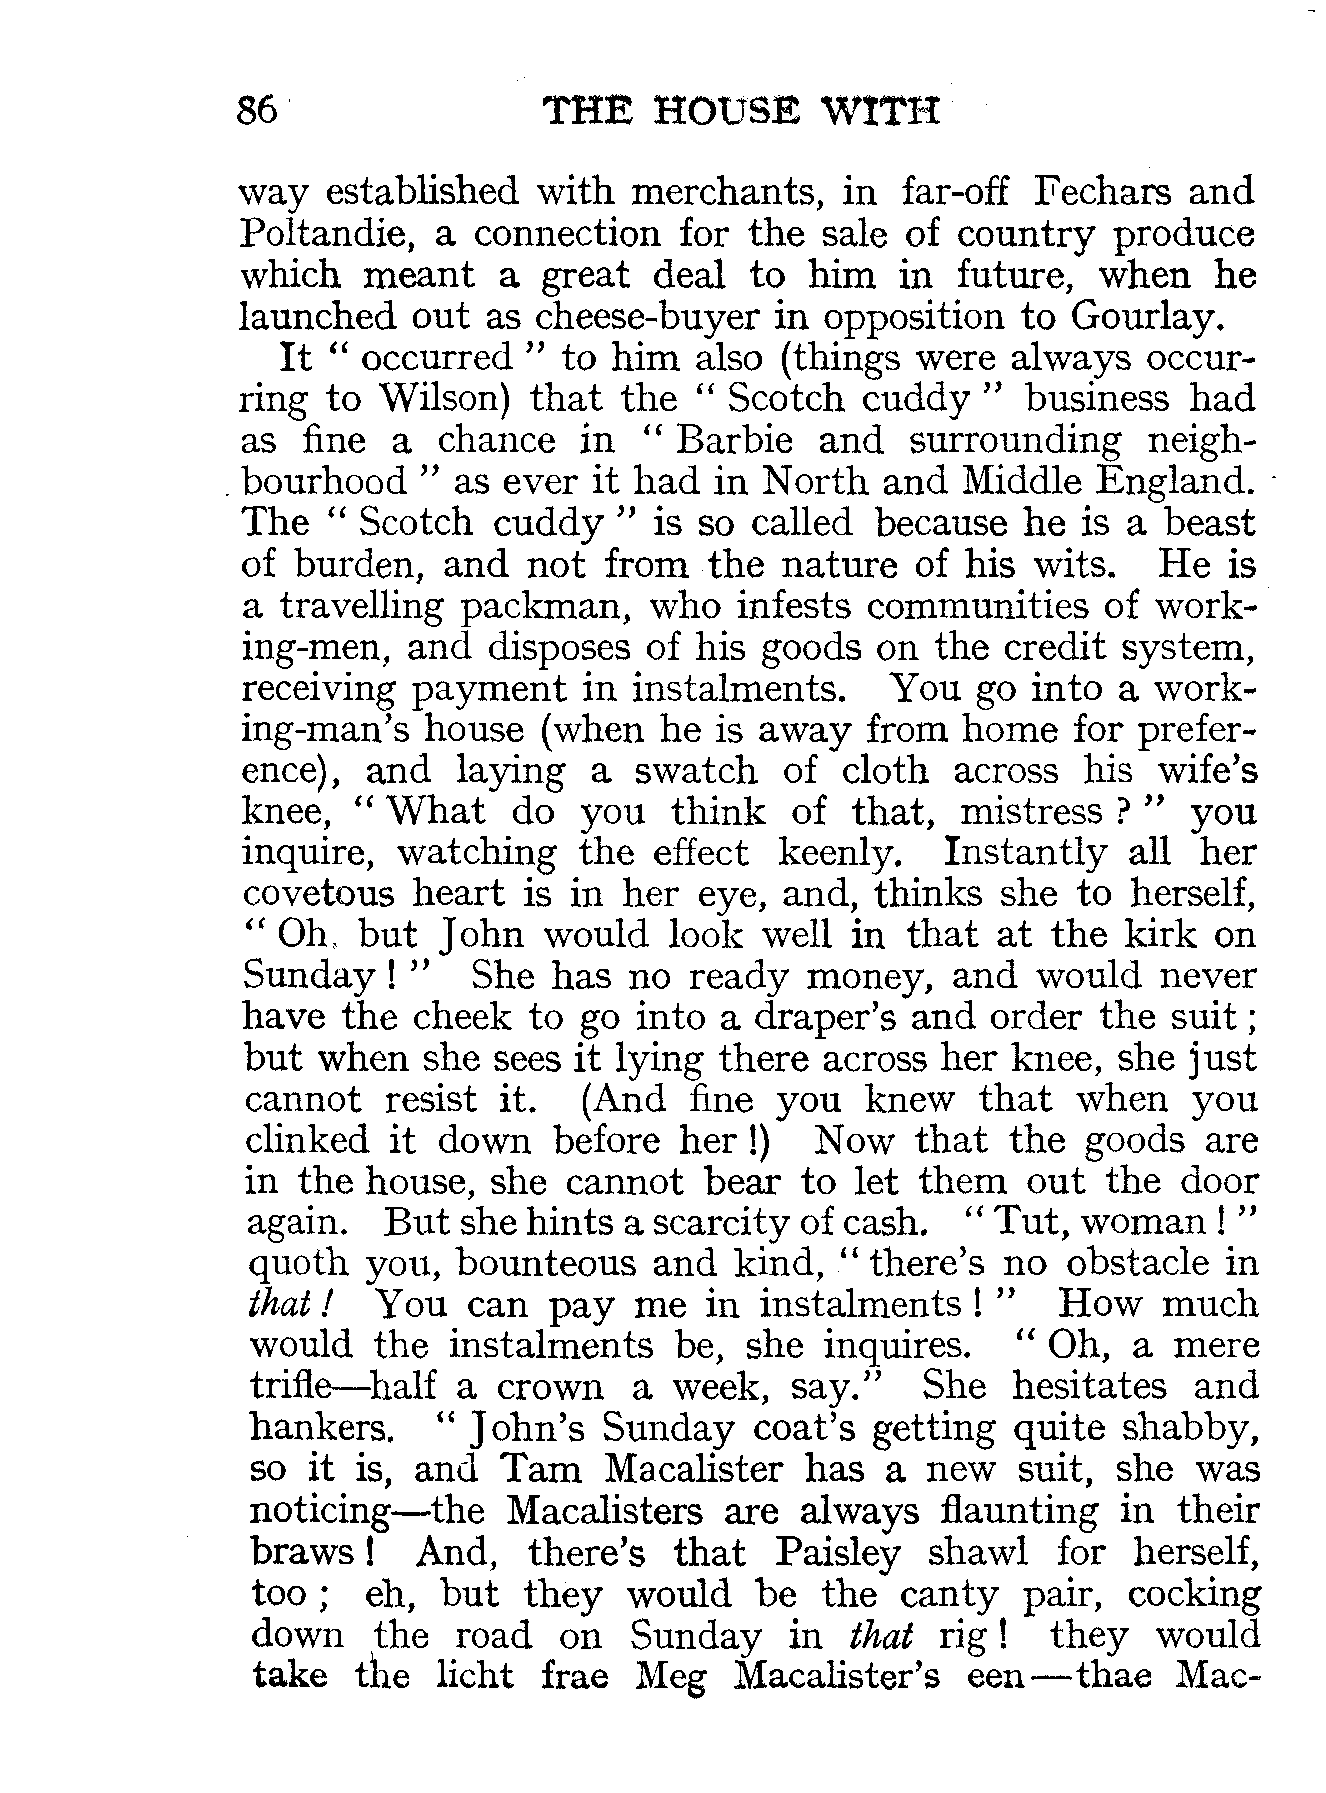 86 THE HOUSE WITH
way established with merchants, in far-off Fechars and
Poltandie, a connection for the sale of country produce
which meant a great deal to him in future, when he
launched out as cheese-buyer in opposition to Gourlay.
It “ occurred ” to him also (things were always occur-
ring to Wilson) that the “ Scotch cuddy ” business had
as fine a chance in “ Barbie and surrounding neigh-
bourhood ” as ever it had in North and Middle England.
The “ Scotch cuddy ” is so called because he is a beast
of burden, and not from the nature of his wits. He is
a travelling packman, who infests communities of work-
ing-men, and disposes of his goods on the credit system,
receiving payment in instalments. You go into a work-
ing-man's house (when he is away from home for prefer-
ence), and laying a swatch of cloth across his wife's
knee, “ What do you think of that, mistress ? ” you
inquire, watching the effect keenly. Instantly all her
covetous heart is in her eye, and, thinks she to herself,
“ Oh, but John would look well in that at the kirk on
Sunday ! ” She has no ready money, and would never
have the cheek to go into a draper's and order the suit ;
but when she sees it lying there across her knee, she just
cannot resist it. (And fine you knew that when you
clinked it down before her !) Now that the goods are
in the house, she cannot bear to let them out the door
again. But she hints a scarcity of cash. “ Tut, woman ! ”
quoth you, bounteous and kind, “ there's no obstacle in
that ! You can pay me in instalments ! ” How much
would the instalments be, she inquires. “ Oh, a mere
trifle—half a crown a week, say.” She hesitates and
hankers. “ John's Sunday coat's getting quite shabby,
so it is, and Tam Macalister has a new suit, she was
noticing—the Macalisters are always flaunting in their
braws ! And, there's that Paisley shawl for herself,
too ; eh, but they would be the canty pair, cocking
down the road on Sunday in that rig ! they would
take the licht frae Meg Macalister's een—thae Mac-